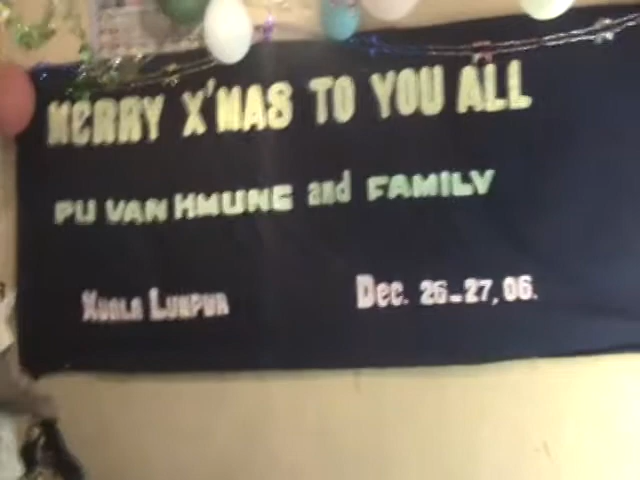 MERRY X'MAS TO YOU ALL
PU VAN HMUNG and FAMILY
KUALA LUMPUR Dec. 26-27, 06.